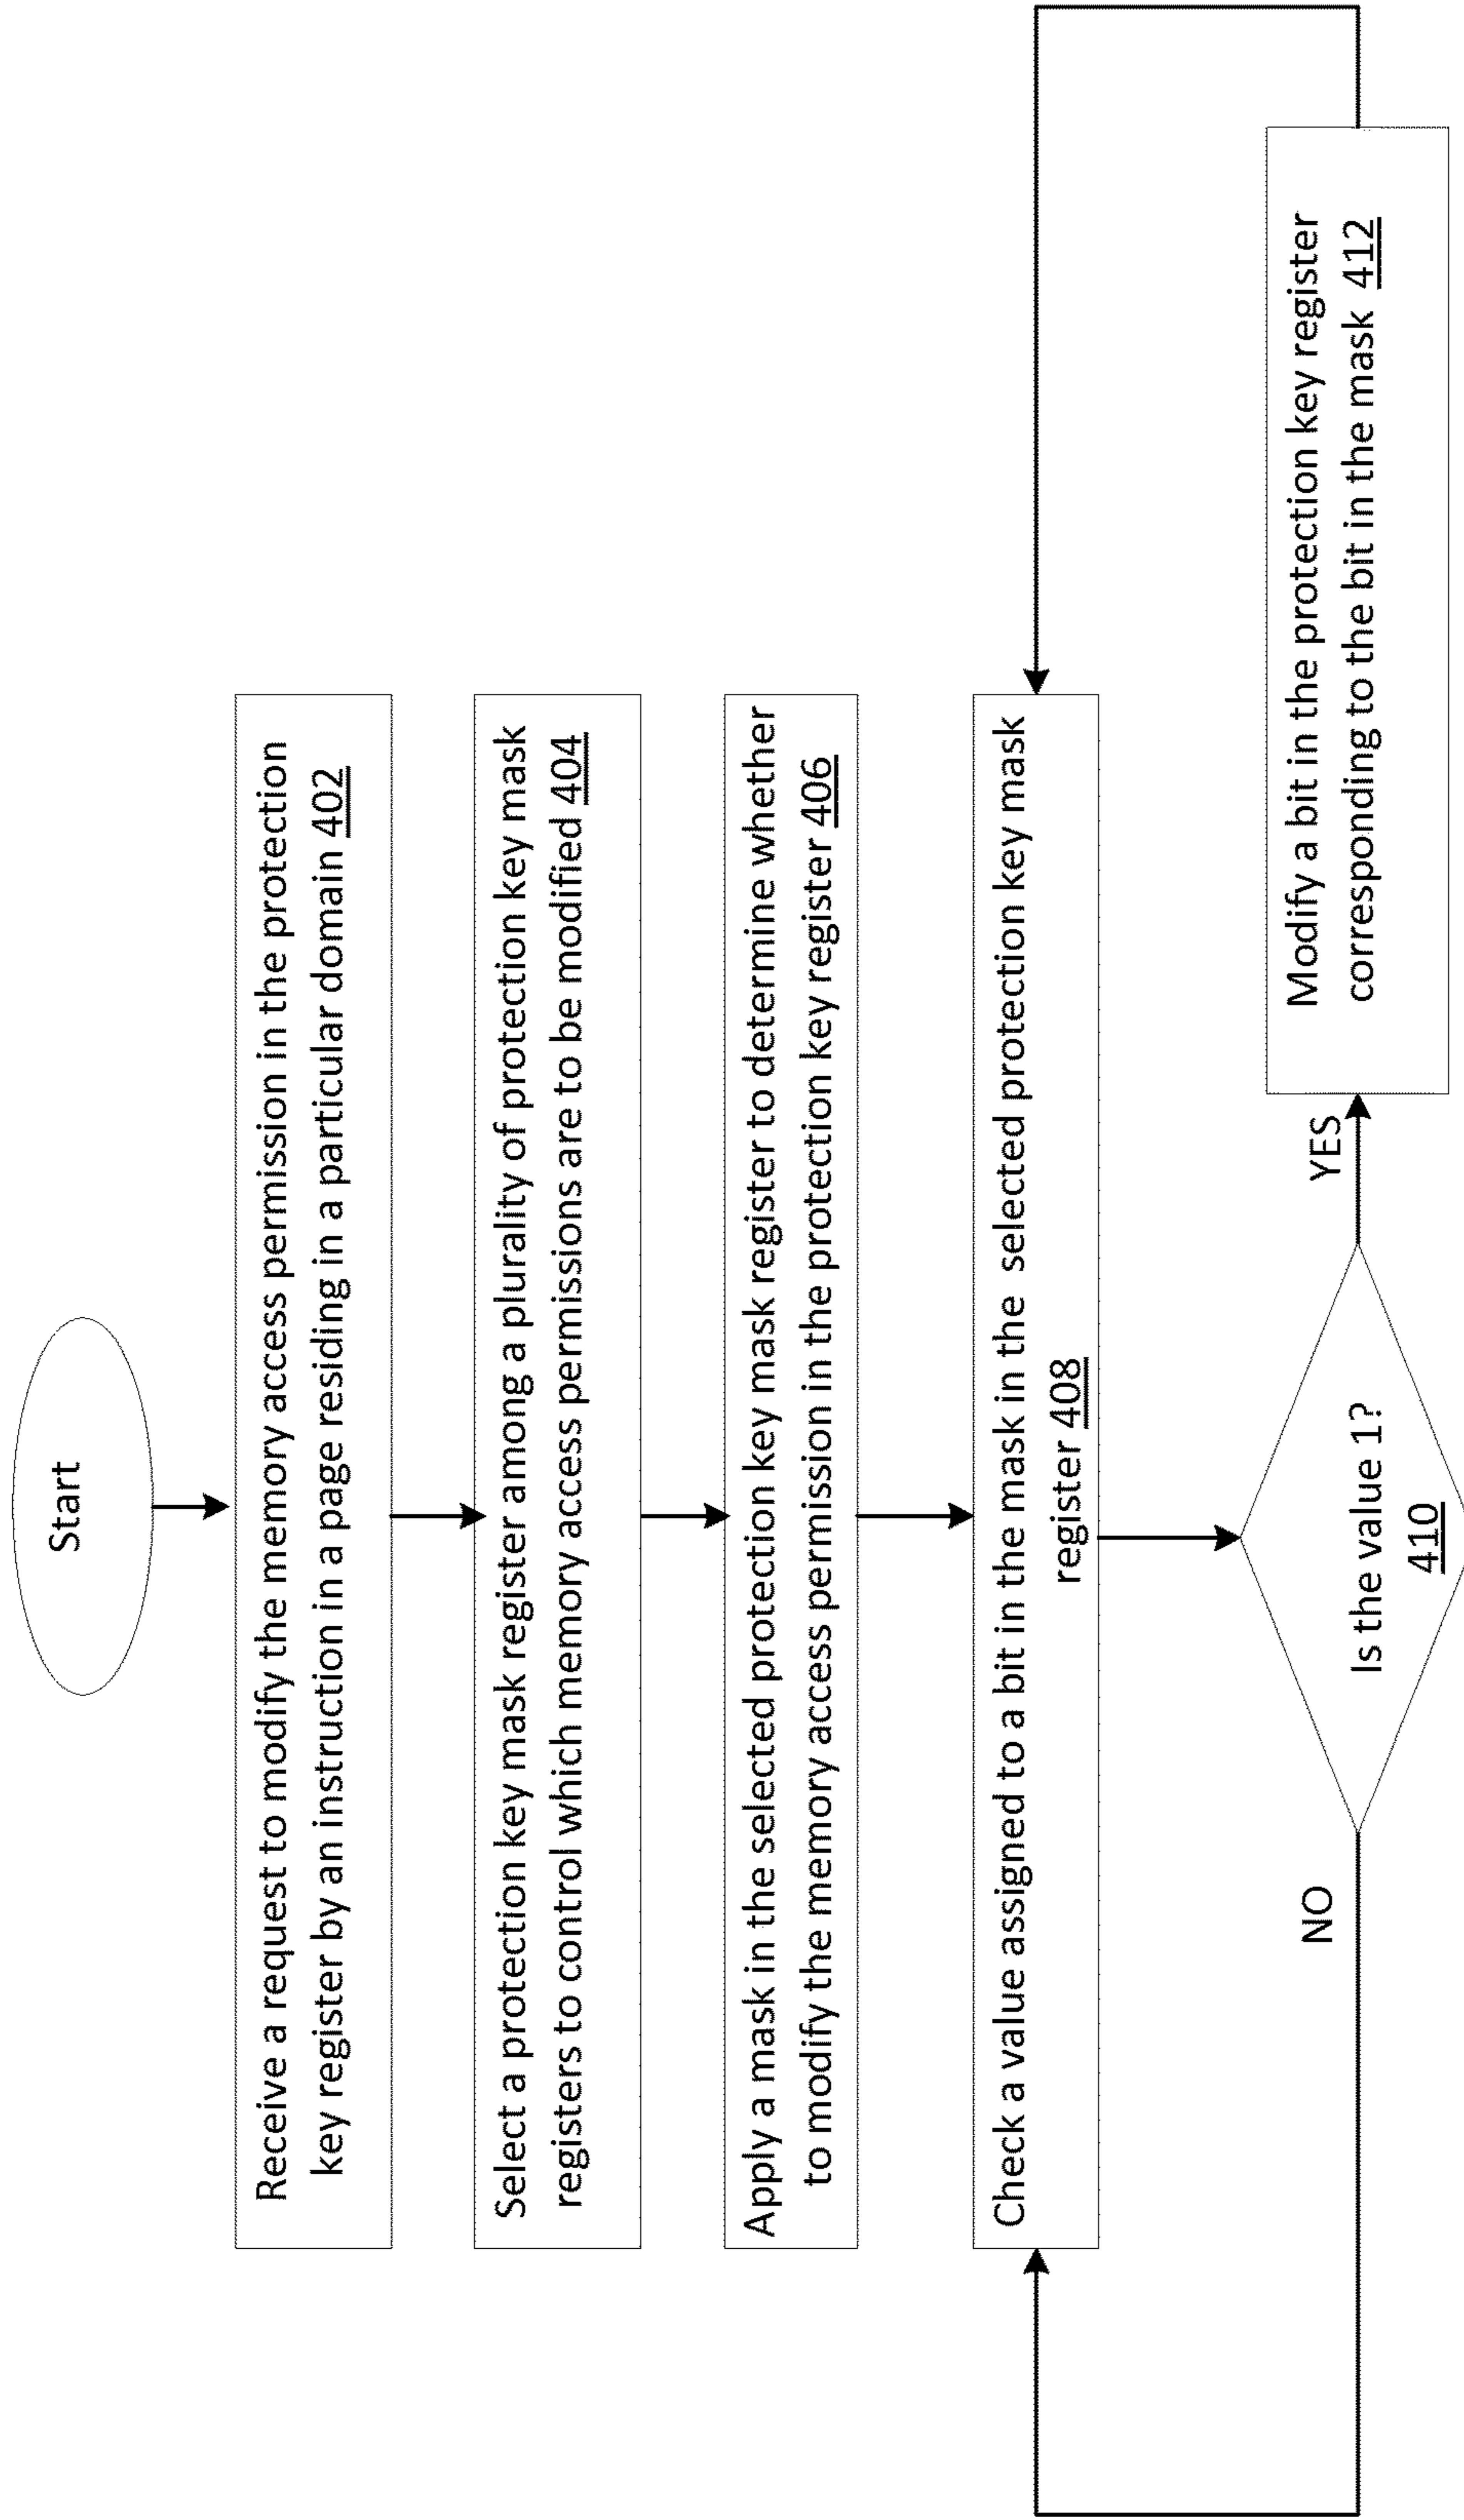 Start
Receive a request to modify the memory access permission in the protection
key register by an instruction in a page residing in a particular domain 402
Select a protection key mask register among a plurality of protection key mask
registers to control which memory access permissions are to be modified 404
Apply a mask in the selected protection key mask register to determine whether
to modify the memory access permission in the protection key register 406
Check a value assigned to a bit in the mask in the selected protection key mask
register 408
Is the value 1?
410
NO
YES
Modify a bit in the protection key register
corresponding to the bit in the mask 412